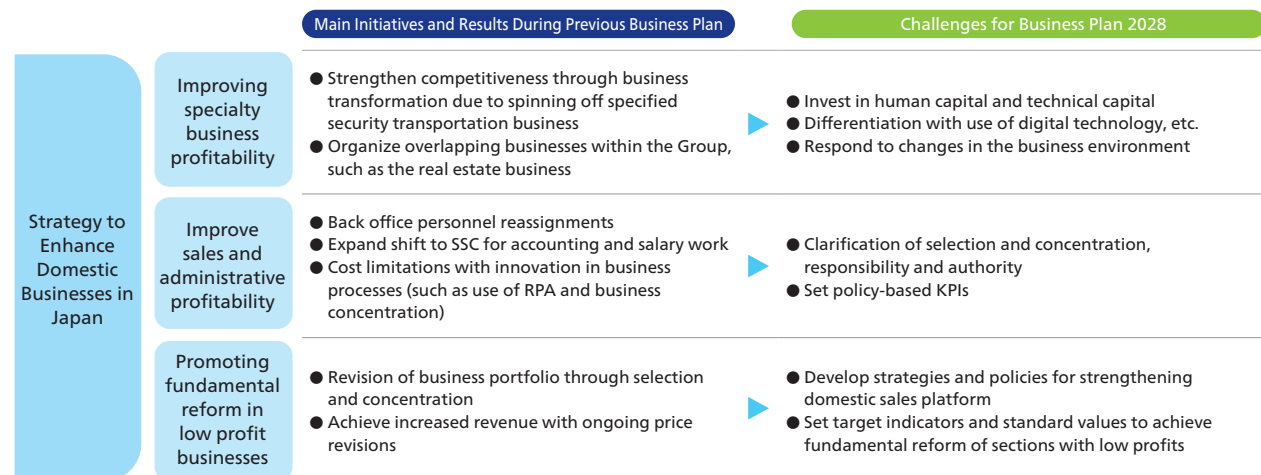 Main Initiatives and Results During Previous Business Plan
Challenges for Business Plan 2028
Strategy to
Enhance
Domestic
Businesses in
Japan
Improving
specialty
business
profitability
● Strengthen competitiveness through business
transformation due to spinning off specified
security transportation business
● Organize overlapping businesses within the Group,
such as the real estate business
● Invest in human capital and technical capital
● Differentiation with use of digital technology, etc.
● Respond to changes in the business environment
Improve
sales and
administrative
profitability
● Back office personnel reassignments
● Expand shift to SSC for accounting and salary work
● Cost limitations with innovation in business
processes (such as use of RPA and business
concentration)
● Clarification of selection and concentration,
responsibility and authority
● Set policy-based KPIs
Promoting
fundamental
reform in
low profit
businesses
● Revision of business portfolio through selection
and concentration
● Achieve increased revenue with ongoing price
revisions
● Develop strategies and policies for strengthening
domestic sales platform
● Set target indicators and standard values to achieve
fundamental reform of sections with low profits